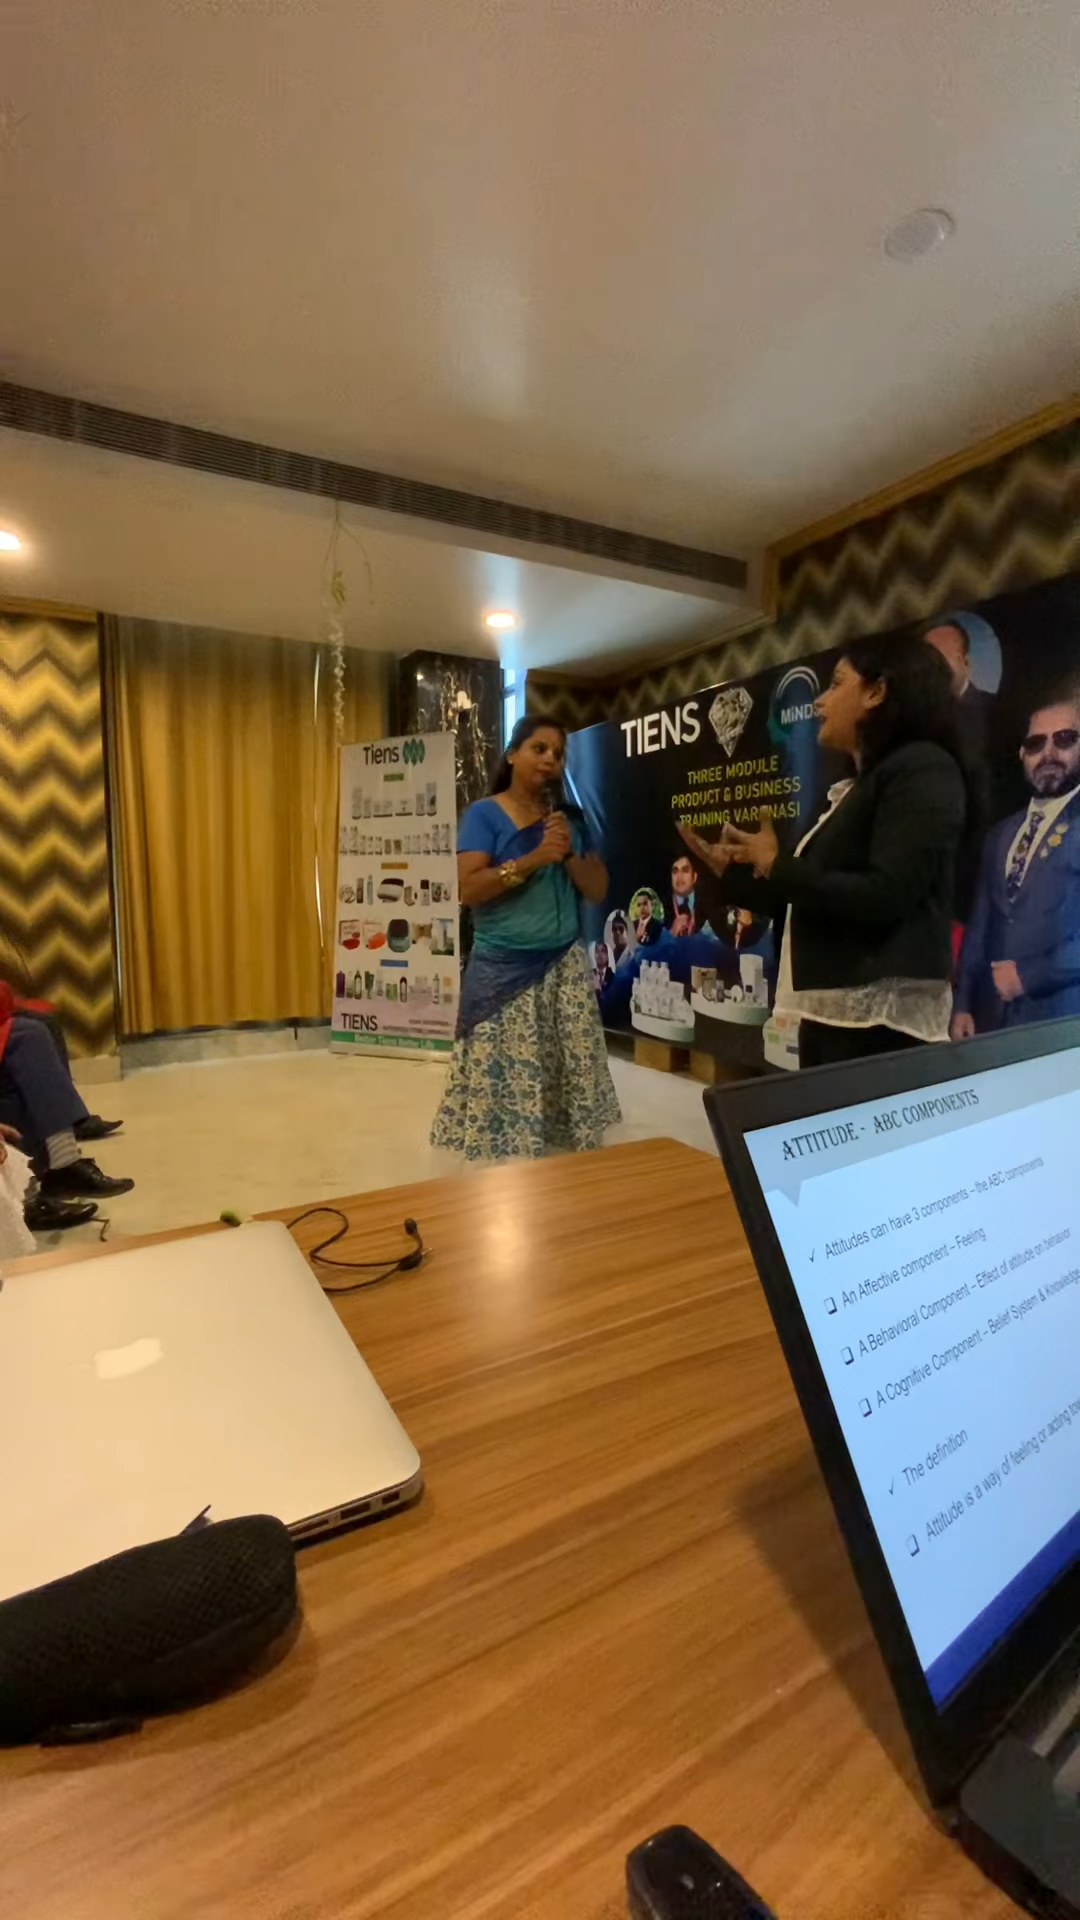 Tiens
TIENS
Better Tiens Better Life
TIENS
MiND
THREE MODULE
PRODUCT & BUSINESS
TRAINING VARANASI
ATTITUDE - ABC COMPONENTS
✓ Attitudes can have 3 components – the ABC components
❑ An Affective component – Feeling
❑ A Behavioral Component – Effect of attitude on behavior
❑ A Cognitive Component – Belief System & Knowledge
✓ The definition
❑ Attitude is a way of feeling or acting